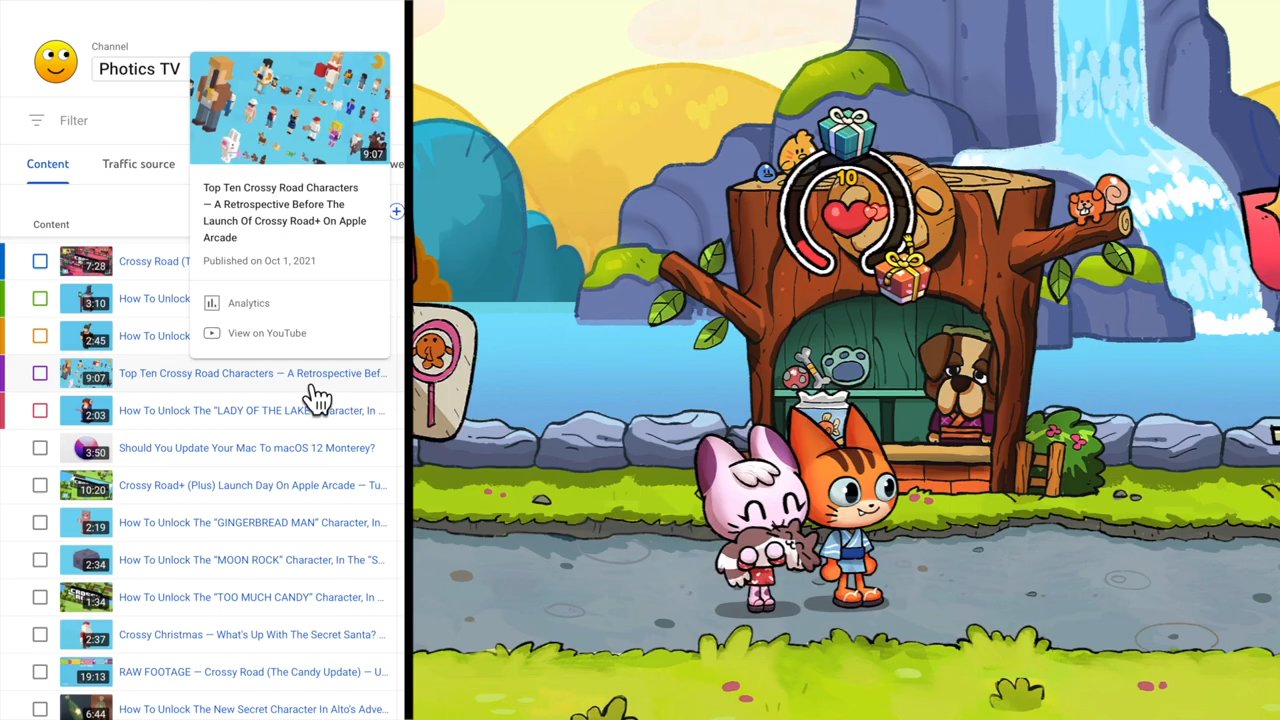 Channel
Photics TV
Filter
9:07
Content
Traffic source
we
Top Ten Crossy Road Characters
— A Retrospective Before The
Launch Of Crossy Road+ On Apple
Arcade
Published on Oct 1, 2021
Analytics
View on YouTube
Content
7:28
Crossy Road (T
3:10
How To Unlock
2:45
How To Unlock
9:07
Top Ten Crossy Road Characters — A Retrospective Bef…
2:03
How To Unlock The “LADY OF THE LAKE
aracter, In …
3:50
Should You Update Your Mac To macOS 12 Monterey?
10:20
Crossy Road+ (Plus) Launch Day On Apple Arcade — Tu…
2:19
How To Unlock The “GINGERBREAD MAN” Character, In…
2:34
How To Unlock The “MOON ROCK” Character, In The “S…
1:34
How To Unlock The “TOO MUCH CANDY” Character, In …
2:37
Crossy Christmas — What's Up With The Secret Santa? …
19:13
RAW FOOTAGE — Crossy Road (The Candy Update) — U…
6:44
How To Unlock The New Secret Character In Alto's Adve…
10